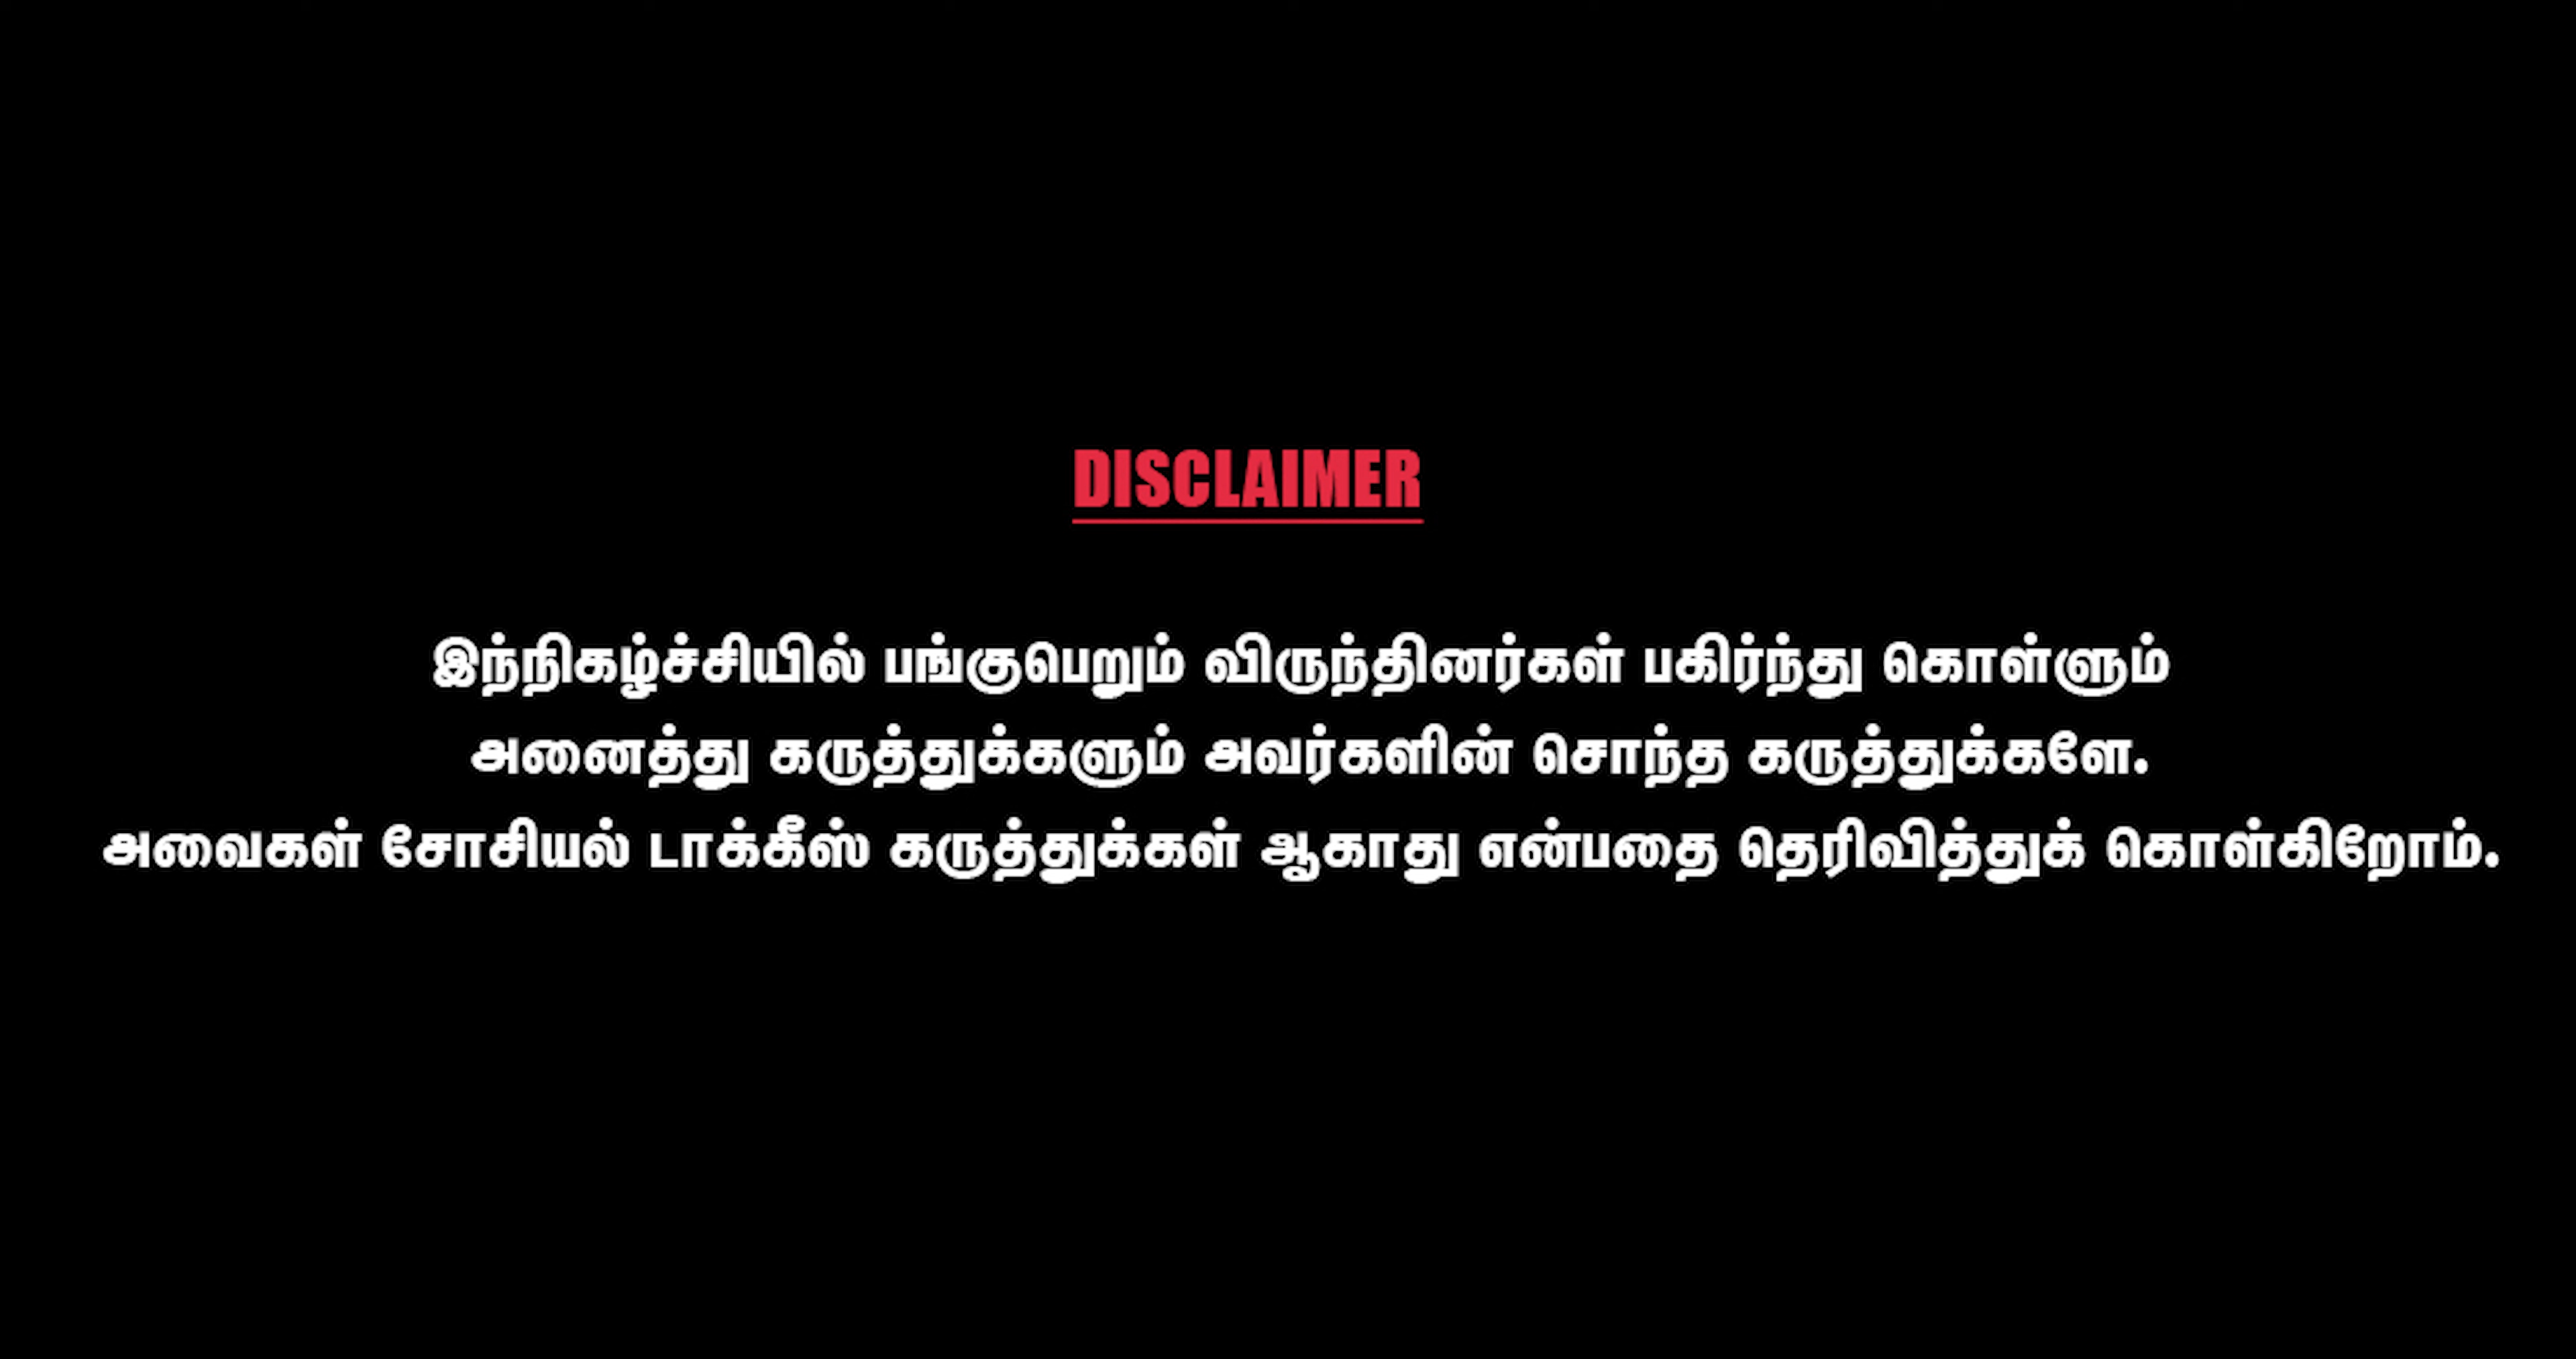 DISCLAIMER
இந்நிகழ்ச்சியில் பங்குபெறும் விருந்தினர்கள் பகிர்ந்து கொள்ளும்
அனைத்து கருத்துக்களும் அவர்களின் சொந்த கருத்துக்களே.
அவைகள் சோசியல் டாக்கீஸ் கருத்துக்கள் ஆகாது என்பதை தெரிவித்துக் கொள்கிறோம்.